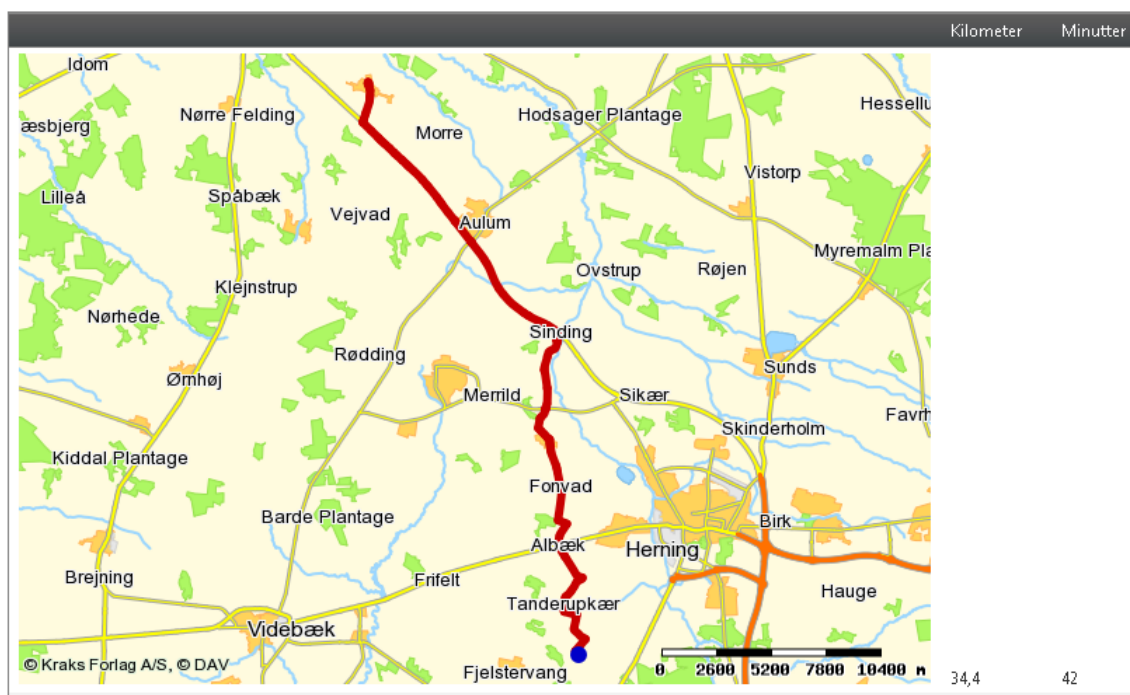 Kilometer Minutter
Idom
Nørre Felding
Hodsager Plantage
Hessellu
æsbjerg
Morre
Vistorp
Lilleå
Spåbæk
Vejvad
Aulum
Myremalm Pla
Ovstrup
Røjen
Klejnstrup
Nørhede
Sinding
Rødding
Ørnhøj
Merrild
Sikær
Sunds
Favrh
Skinderholm
Kiddal Plantage
Fonvad
Barde Plantage
Birk
Albæk
Herning
Brejning
Frifelt
Hauge
Tanderupkær
Videbæk
© Kraks Forlag A/S, © DAV
Fjelstervang
0 2600 5200 7800 10400 m
34,4 42